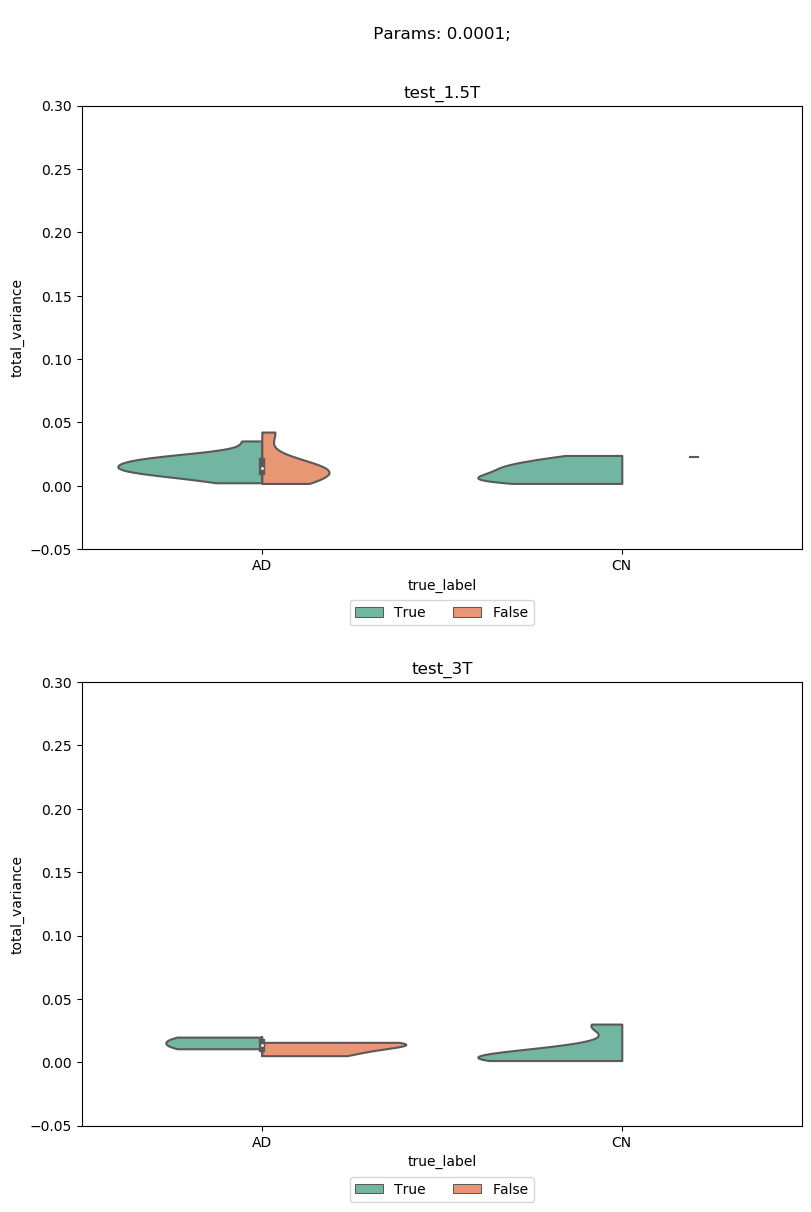 Params: 0.0001;
test_1.5T
0.30
0.25
0.20
0.15
0.10
0.05
0.00
−0.05
total_variance
AD CN
true_label
True False
test_3T
0.30
0.25
0.20
0.15
0.10
0.05
0.00
−0.05
total_variance
AD CN
true_label
True False